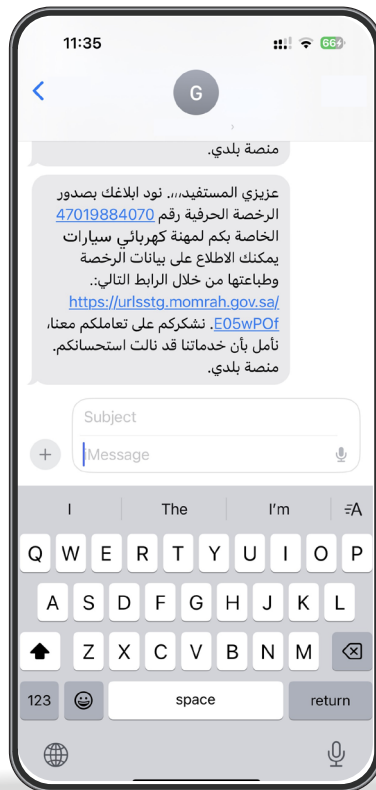 11:35
66
G
منصة بلدي.
عزيزي المستفيد،،،. نود ابلاغك بصدور
الرخصة الحرفية رقم 47019884070
الخاصة بكم لمهنة كهربائي سيارات
يمكنك الاطلاع على بيانات الرخصة
وطباعتها من خلال الرابط التالي:.
https://urlsstg.momrah.gov.sa/
E05wPOf. نشكركم على تعاملكم معنا،
نأمل بأن خدماتنا قد نالت استحسانكم.
منصة بلدي.
Subject
iMessage
I The I'm
Q W E R T Y U I O P
A S D F G H J K L
Z X C V B N M
123 space return